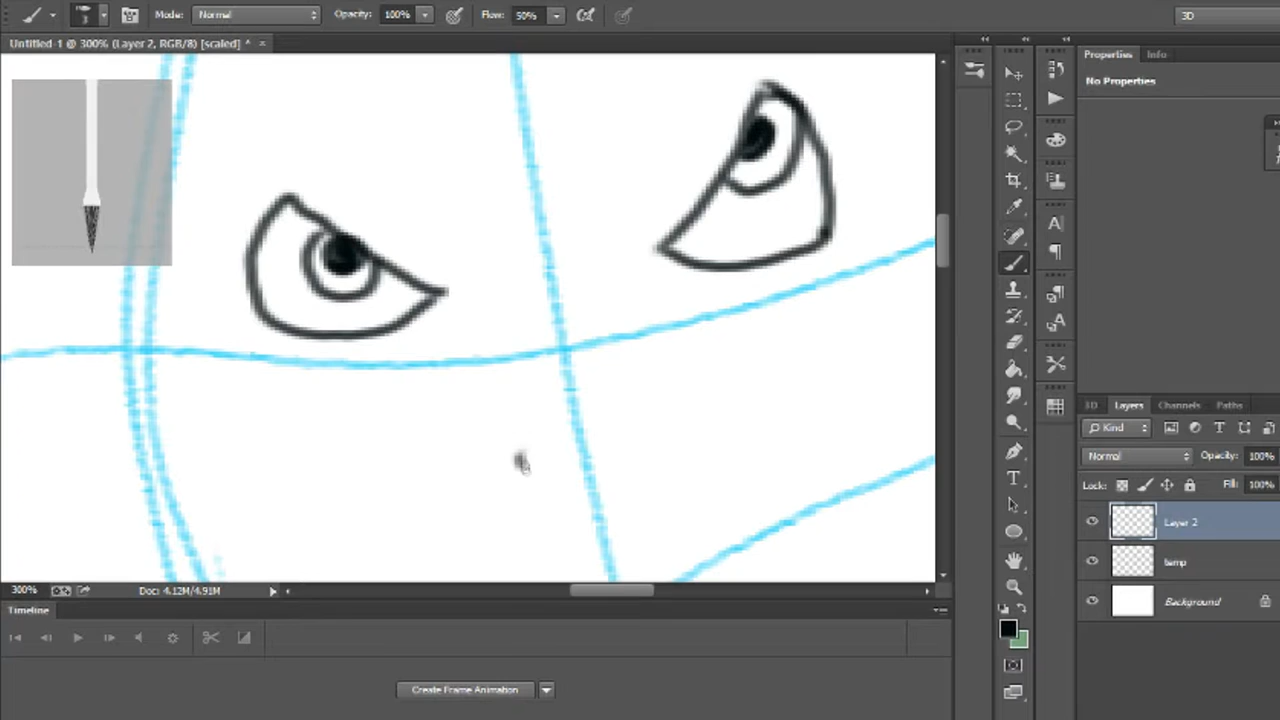 Mode: Normal Opacity: 100% Flow: 50% 3D
Untitled-1 @ 300% (Layer 2, RGB/8) [scaled] * ×
Properties Info
No Properties
3D Layers Channels Paths
Kind
Normal Opacity: 100%
Lock: Fill: 100%
Layer 2
temp
Background
300% Doc: 4.12M/4.91M
Timeline
Create Frame Animation